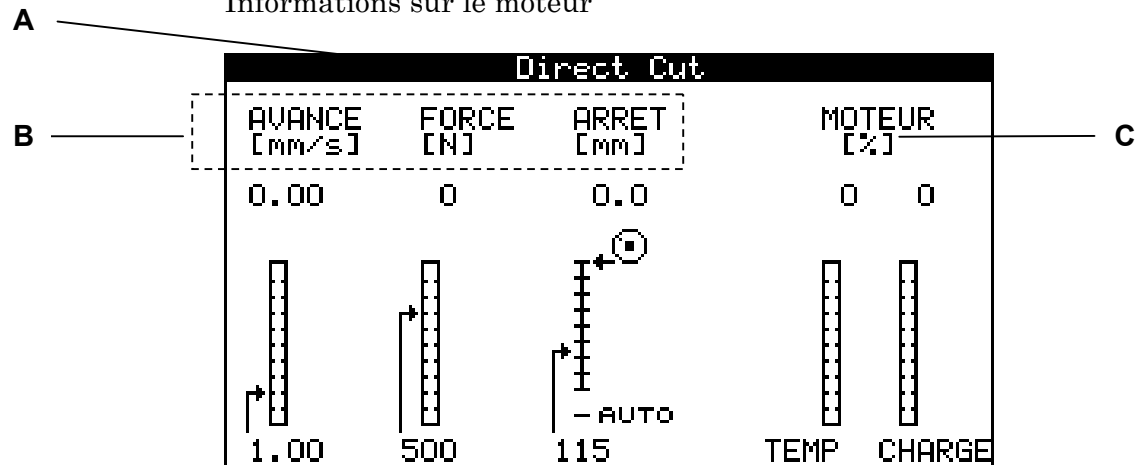 Informations sur le moteur
A
Direct Cut
B
AVANCE FORCE ARRET MOTEUR
[mm/s] [N] [mm] [%]
C
0.00 0 0.0 0 0
- AUTO
1.00 500 115 TEMP CHARGE